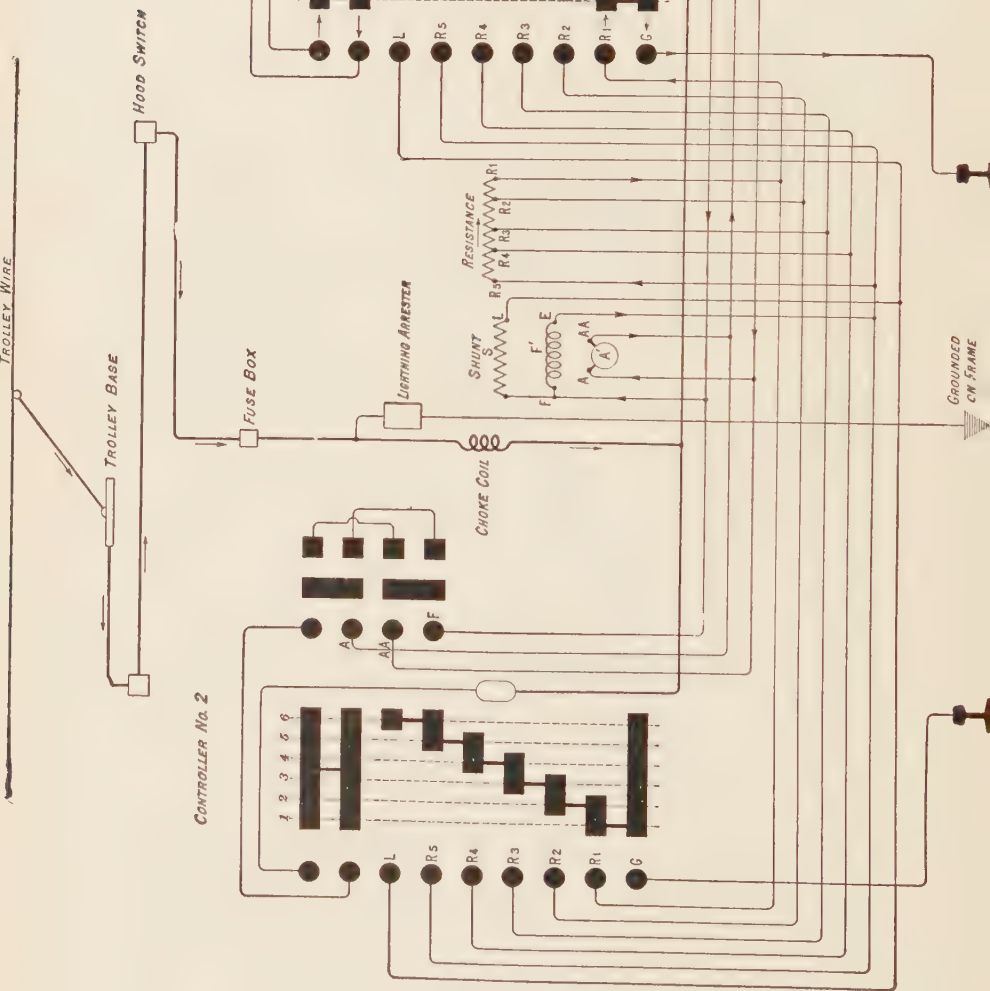 TROLLEY WIRE
HOOD SWITCH
TROLLEY BASE
FUSE BOX
LIGHTNING ARRESTER
CHOKE COIL
L
R5
R4
R3
R2
R1
G
RESISTANCE
R1
R2
R3
R4
R5
SHUNT
S
L
F'
F
E
A
A'
AA
GROUNDED
ON FRAME
CONTROLLER No. 2
1 2 3 4 5 6
A
AA
F
L
R5
R4
R3
R2
R1
G